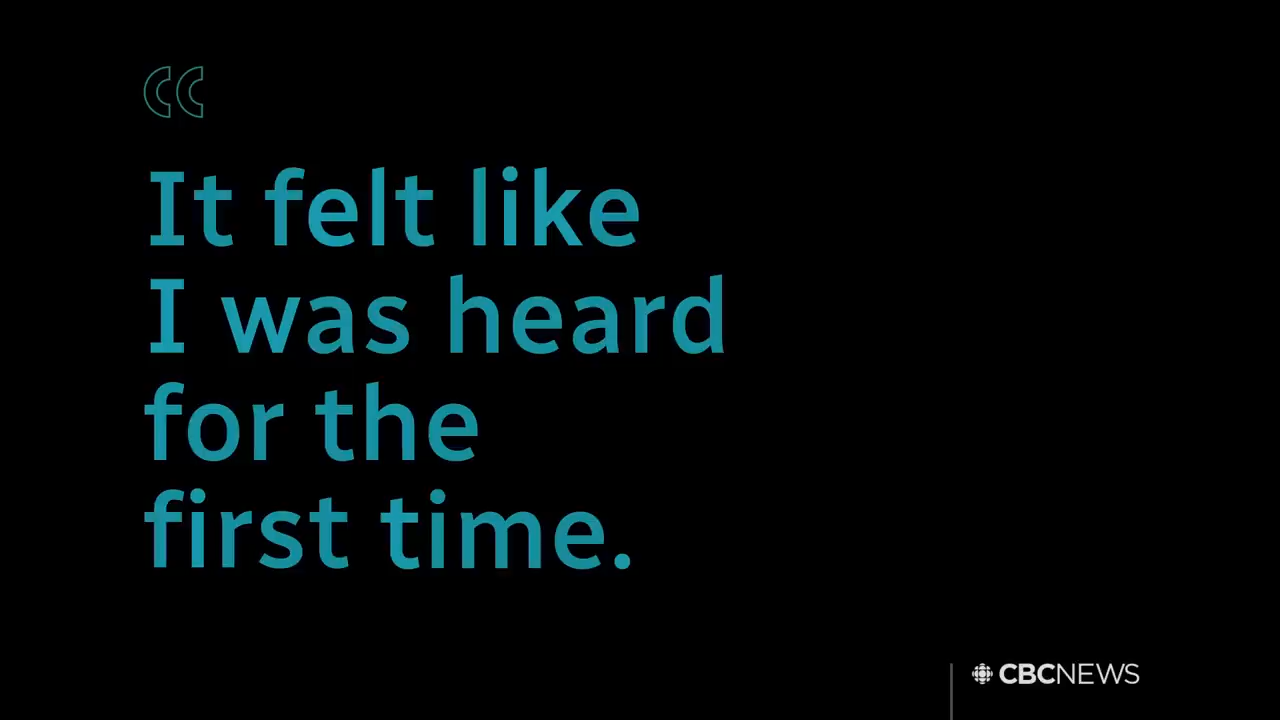 It felt like
I was heard
for the
first time.
CBCNEWS